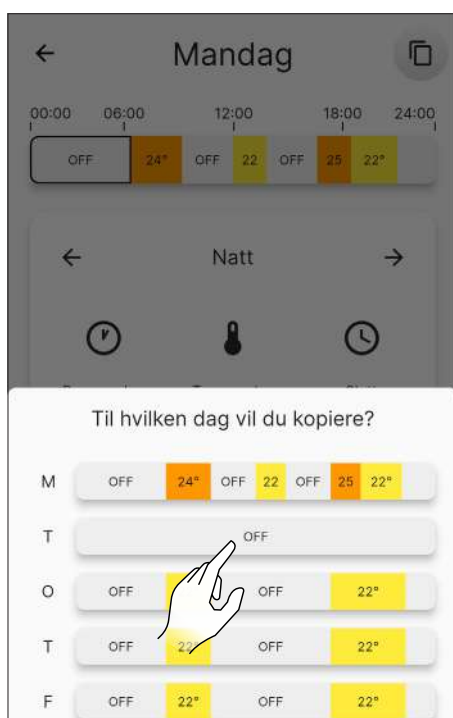 Mandag
00:00 06:00 12:00 18:00 24:00
OFF 24° OFF 22 OFF 25 22°
Natt
Til hvilken dag vil du kopiere?
M OFF 24° OFF 22 OFF 25 22°
T OFF
O OFF OFF 22°
T OFF 22° OFF 22°
F OFF 22° OFF 22°